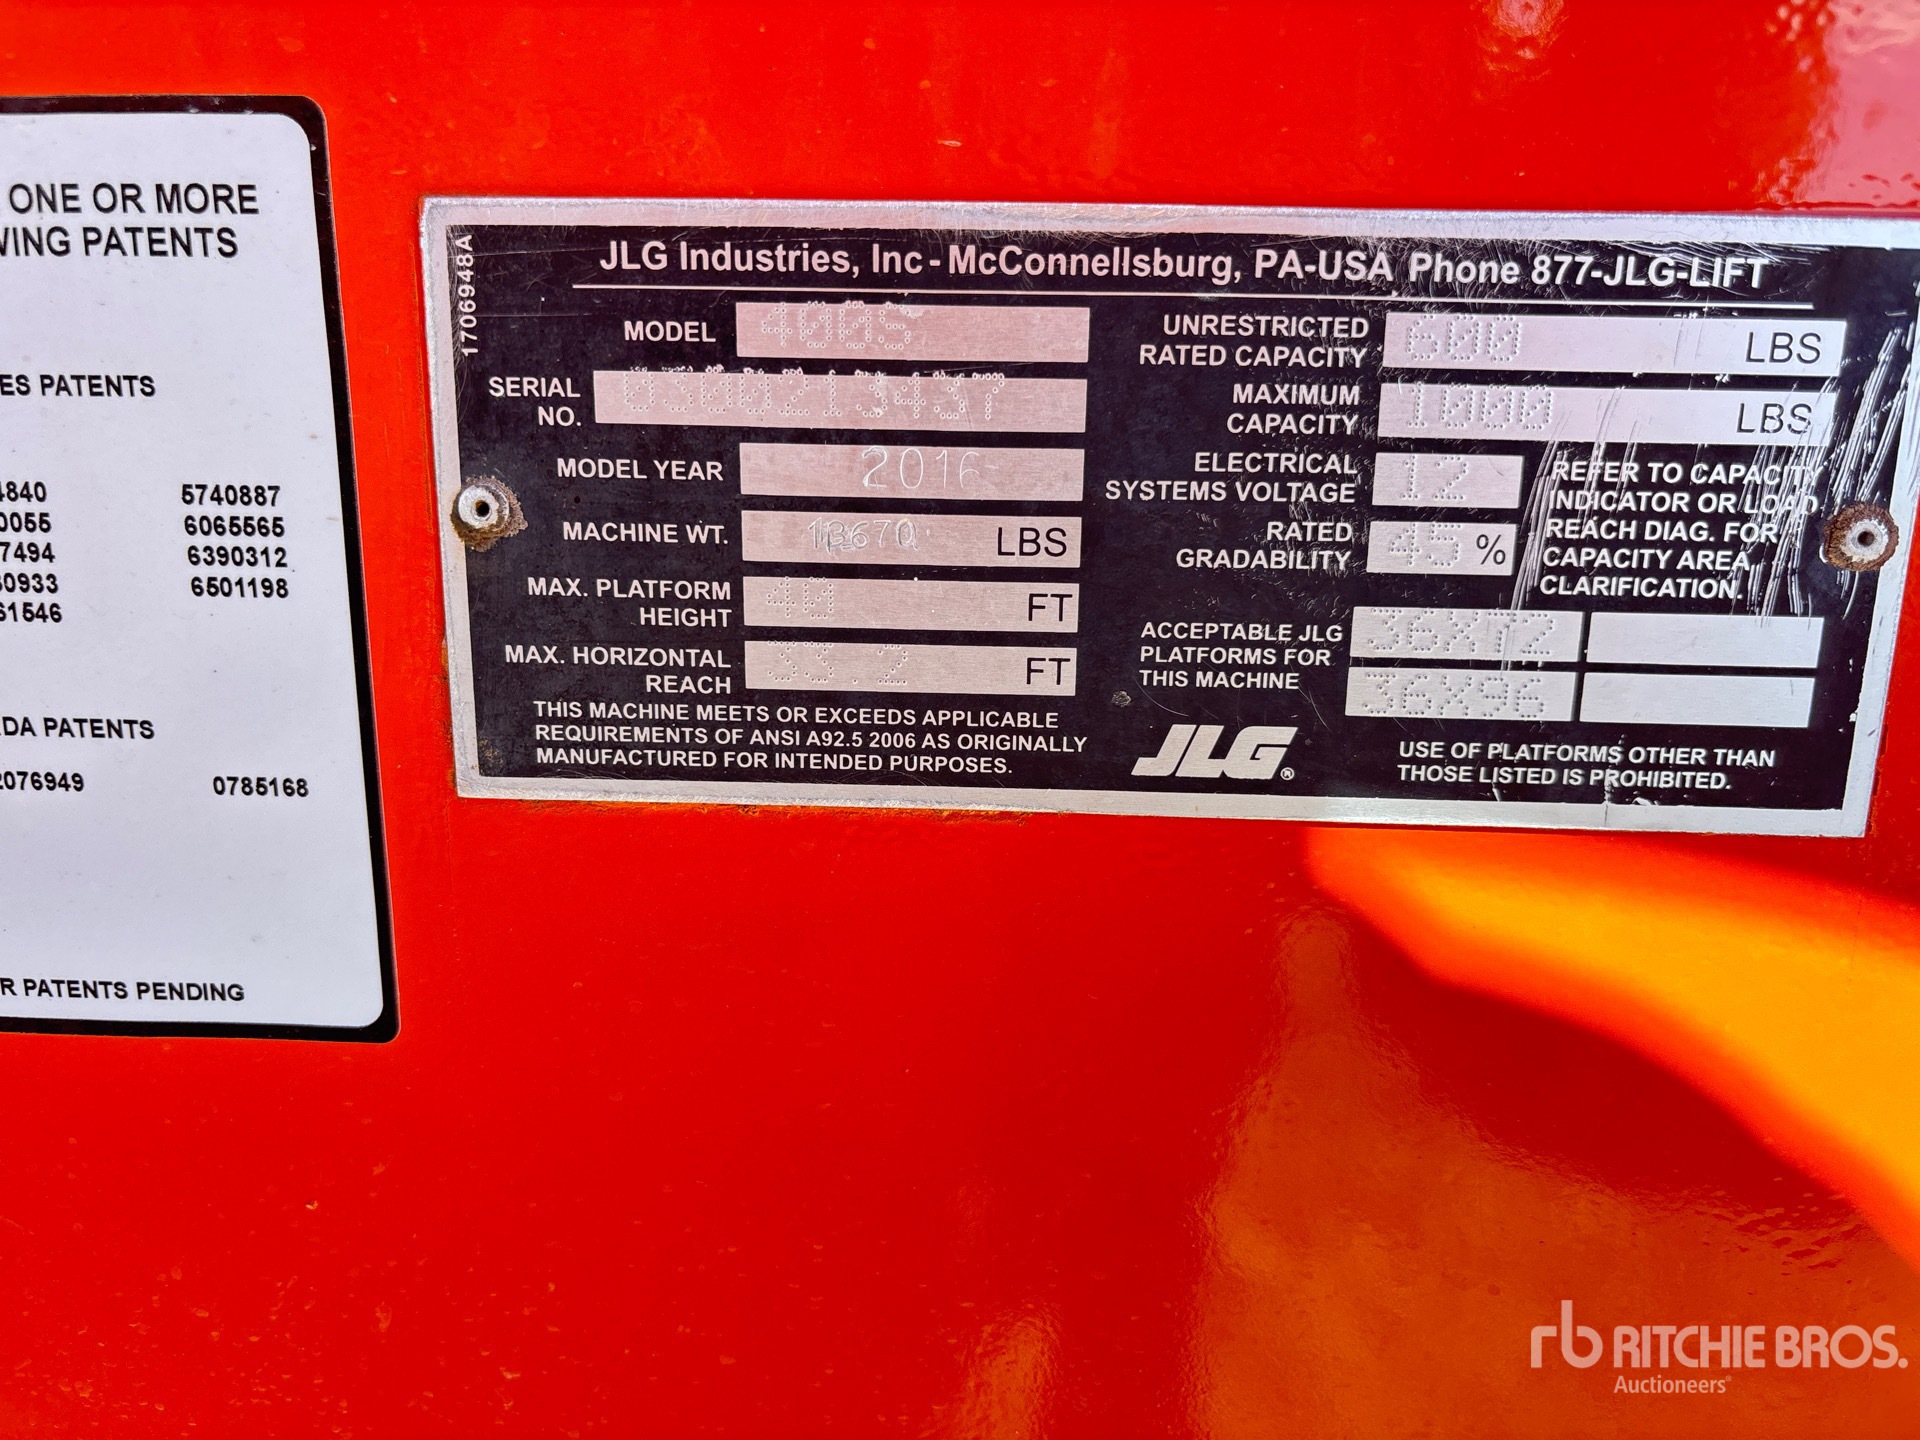 ONE OR MORE
WING PATENTS
ES PATENTS
4840 5740887
0055 6065565
7494 6390312
30933 6501198
61546
DA PATENTS
2076949 0785168
R PATENTS PENDING
1706948A
JLG Industries, Inc - McConnellsburg, PA-USA Phone 877-JLG-LIFT
MODEL 400S
SERIAL NO. 0300213437
MODEL YEAR 2016
MACHINE WT. 13670 LBS
MAX. PLATFORM HEIGHT 40 FT
MAX. HORIZONTAL REACH 33.2 FT
THIS MACHINE MEETS OR EXCEEDS APPLICABLE
REQUIREMENTS OF ANSI A92.5 2006 AS ORIGINALLY
MANUFACTURED FOR INTENDED PURPOSES.
UNRESTRICTED RATED CAPACITY 600 LBS
MAXIMUM CAPACITY 1000 LBS
ELECTRICAL SYSTEMS VOLTAGE 12
RATED GRADABILITY 45 %
REFER TO CAPACITY
INDICATOR OR LOAD
REACH DIAG. FOR
CAPACITY AREA
CLARIFICATION.
ACCEPTABLE JLG
PLATFORMS FOR
THIS MACHINE
36X72
36X96
JLG®
USE OF PLATFORMS OTHER THAN
THOSE LISTED IS PROHIBITED.
rb RITCHIE BROS.
Auctioneers